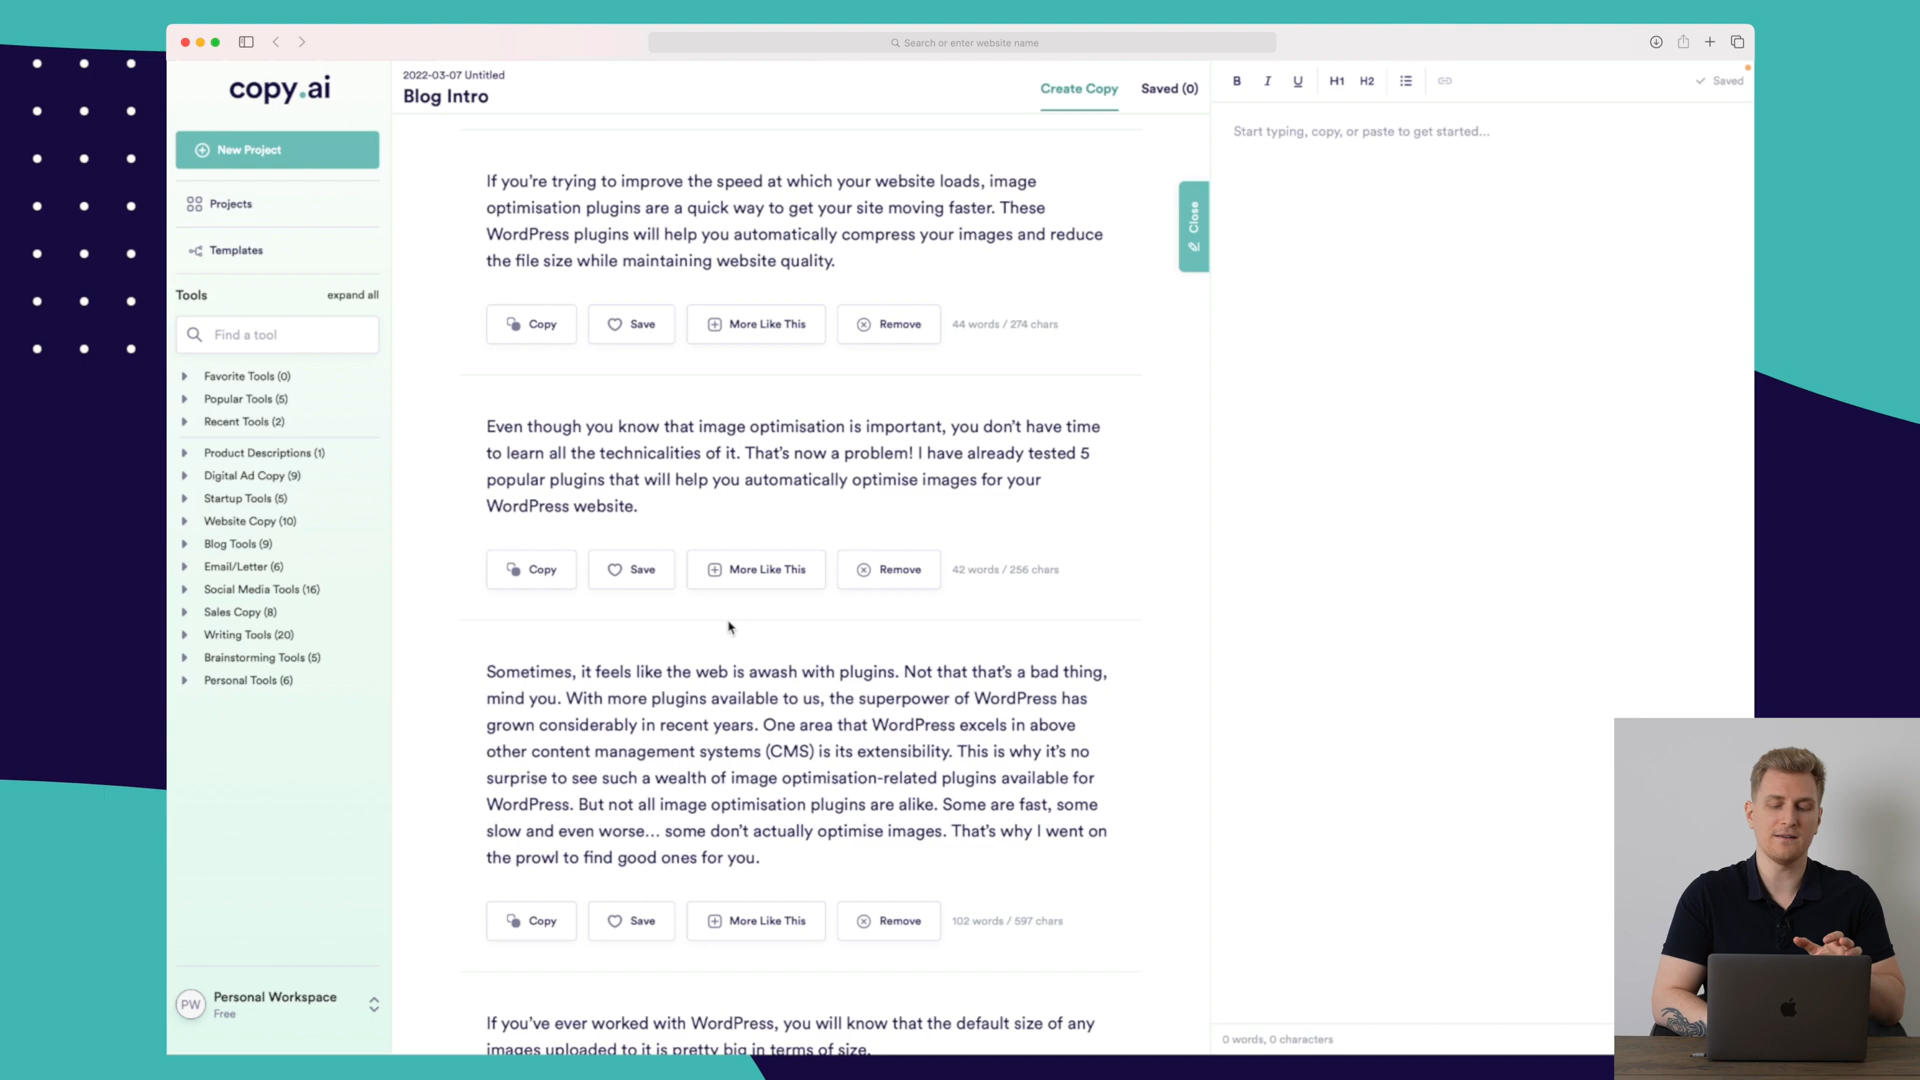 Search or enter website name
copy.ai
New Project
Projects
Templates
Tools
expand all
Find a tool
Favorite Tools (0)
Popular Tools (5)
Recent Tools (2)
Product Descriptions (1)
Digital Ad Copy (9)
Startup Tools (5)
Website Copy (10)
Blog Tools (9)
Email/Letter (6)
Social Media Tools (16)
Sales Copy (8)
Writing Tools (20)
Brainstorming Tools (5)
Personal Tools (6)
PW
Personal Workspace
Free
2022-03-07 Untitled
Blog Intro
Create Copy
Saved (0)
If you're trying to improve the speed at which your website loads, image
optimisation plugins are a quick way to get your site moving faster. These
WordPress plugins will help you automatically compress your images and reduce
the file size while maintaining website quality.
Copy
Save
More Like This
Remove
44 words / 274 chars
Even though you know that image optimisation is important, you don't have time
to learn all the technicalities of it. That's now a problem! I have already tested 5
popular plugins that will help you automatically optimise images for your
WordPress website.
Copy
Save
More Like This
Remove
42 words / 256 chars
Sometimes, it feels like the web is awash with plugins. Not that that's a bad thing,
mind you. With more plugins available to us, the superpower of WordPress has
grown considerably in recent years. One area that WordPress excels in above
other content management systems (CMS) is its extensibility. This is why it's no
surprise to see such a wealth of image optimisation-related plugins available for
WordPress. But not all image optimisation plugins are alike. Some are fast, some
slow and even worse... some don't actually optimise images. That's why I went on
the prowl to find good ones for you.
Copy
Save
More Like This
Remove
102 words / 597 chars
If you've ever worked with WordPress, you will know that the default size of any
images uploaded to it is pretty big in terms of size.
Close
B
I
U
H1
H2
Saved
Start typing, copy, or paste to get started...
0 words, 0 characters